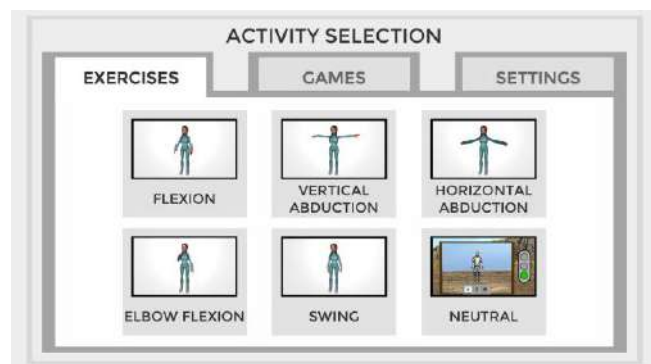 ACTIVITY SELECTION
EXERCISES
GAMES
SETTINGS
FLEXION
VERTICAL
ABDUCTION
HORIZONTAL
ABDUCTION
ELBOW FLEXION
SWING
NEUTRAL